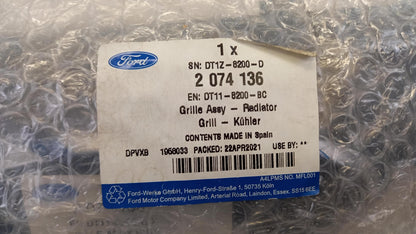 1 x
Ford
SN: DT1Z-8200-D
2 074 136
EN: DT11-8200-BC
Grille Assy - Radiator
Grill - Kühler
CONTENTS MADE IN Spain
DPVXB 1956033 PACKED: 22APR2021 USE BY: **
A4LPMS NO. MFL001
Ford-Werke GmbH, Henry-Ford-Straße 1, 50735 Köln
Ford Motor Company Limited, Arterial Road, Laindon, Essex. SS15 6EE